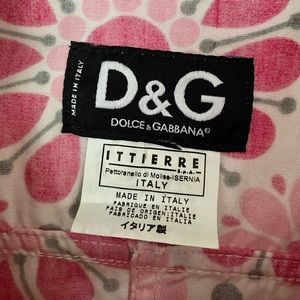 MADE IN ITALY
D&G
DOLCE & GABBANA®
ITTIERRE
S.p.A.
Pettoranello di Molise-ISERNIA
ITALY
MADE IN ITALY
FABRIQUE EN ITALIE
PAIS DE ORIGEN:ITALIE
FABRICADO EN ITALIA
イタリア製